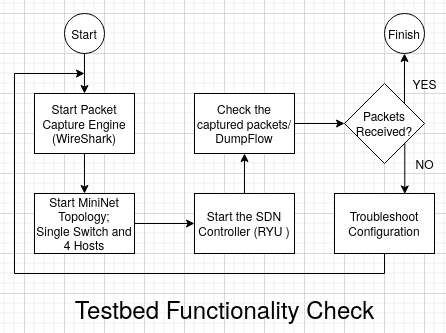 Start
Finish
Start Packet
Capture Engine
(WireShark)
Check the
captured packets/
DumpFlow
Packets
Received?
YES
NO
Start MiniNet
Topology;
Single Switch and
4 Hosts
Start the SDN
Controller (RYU )
Troubleshoot
Configuration
Testbed Functionality Check